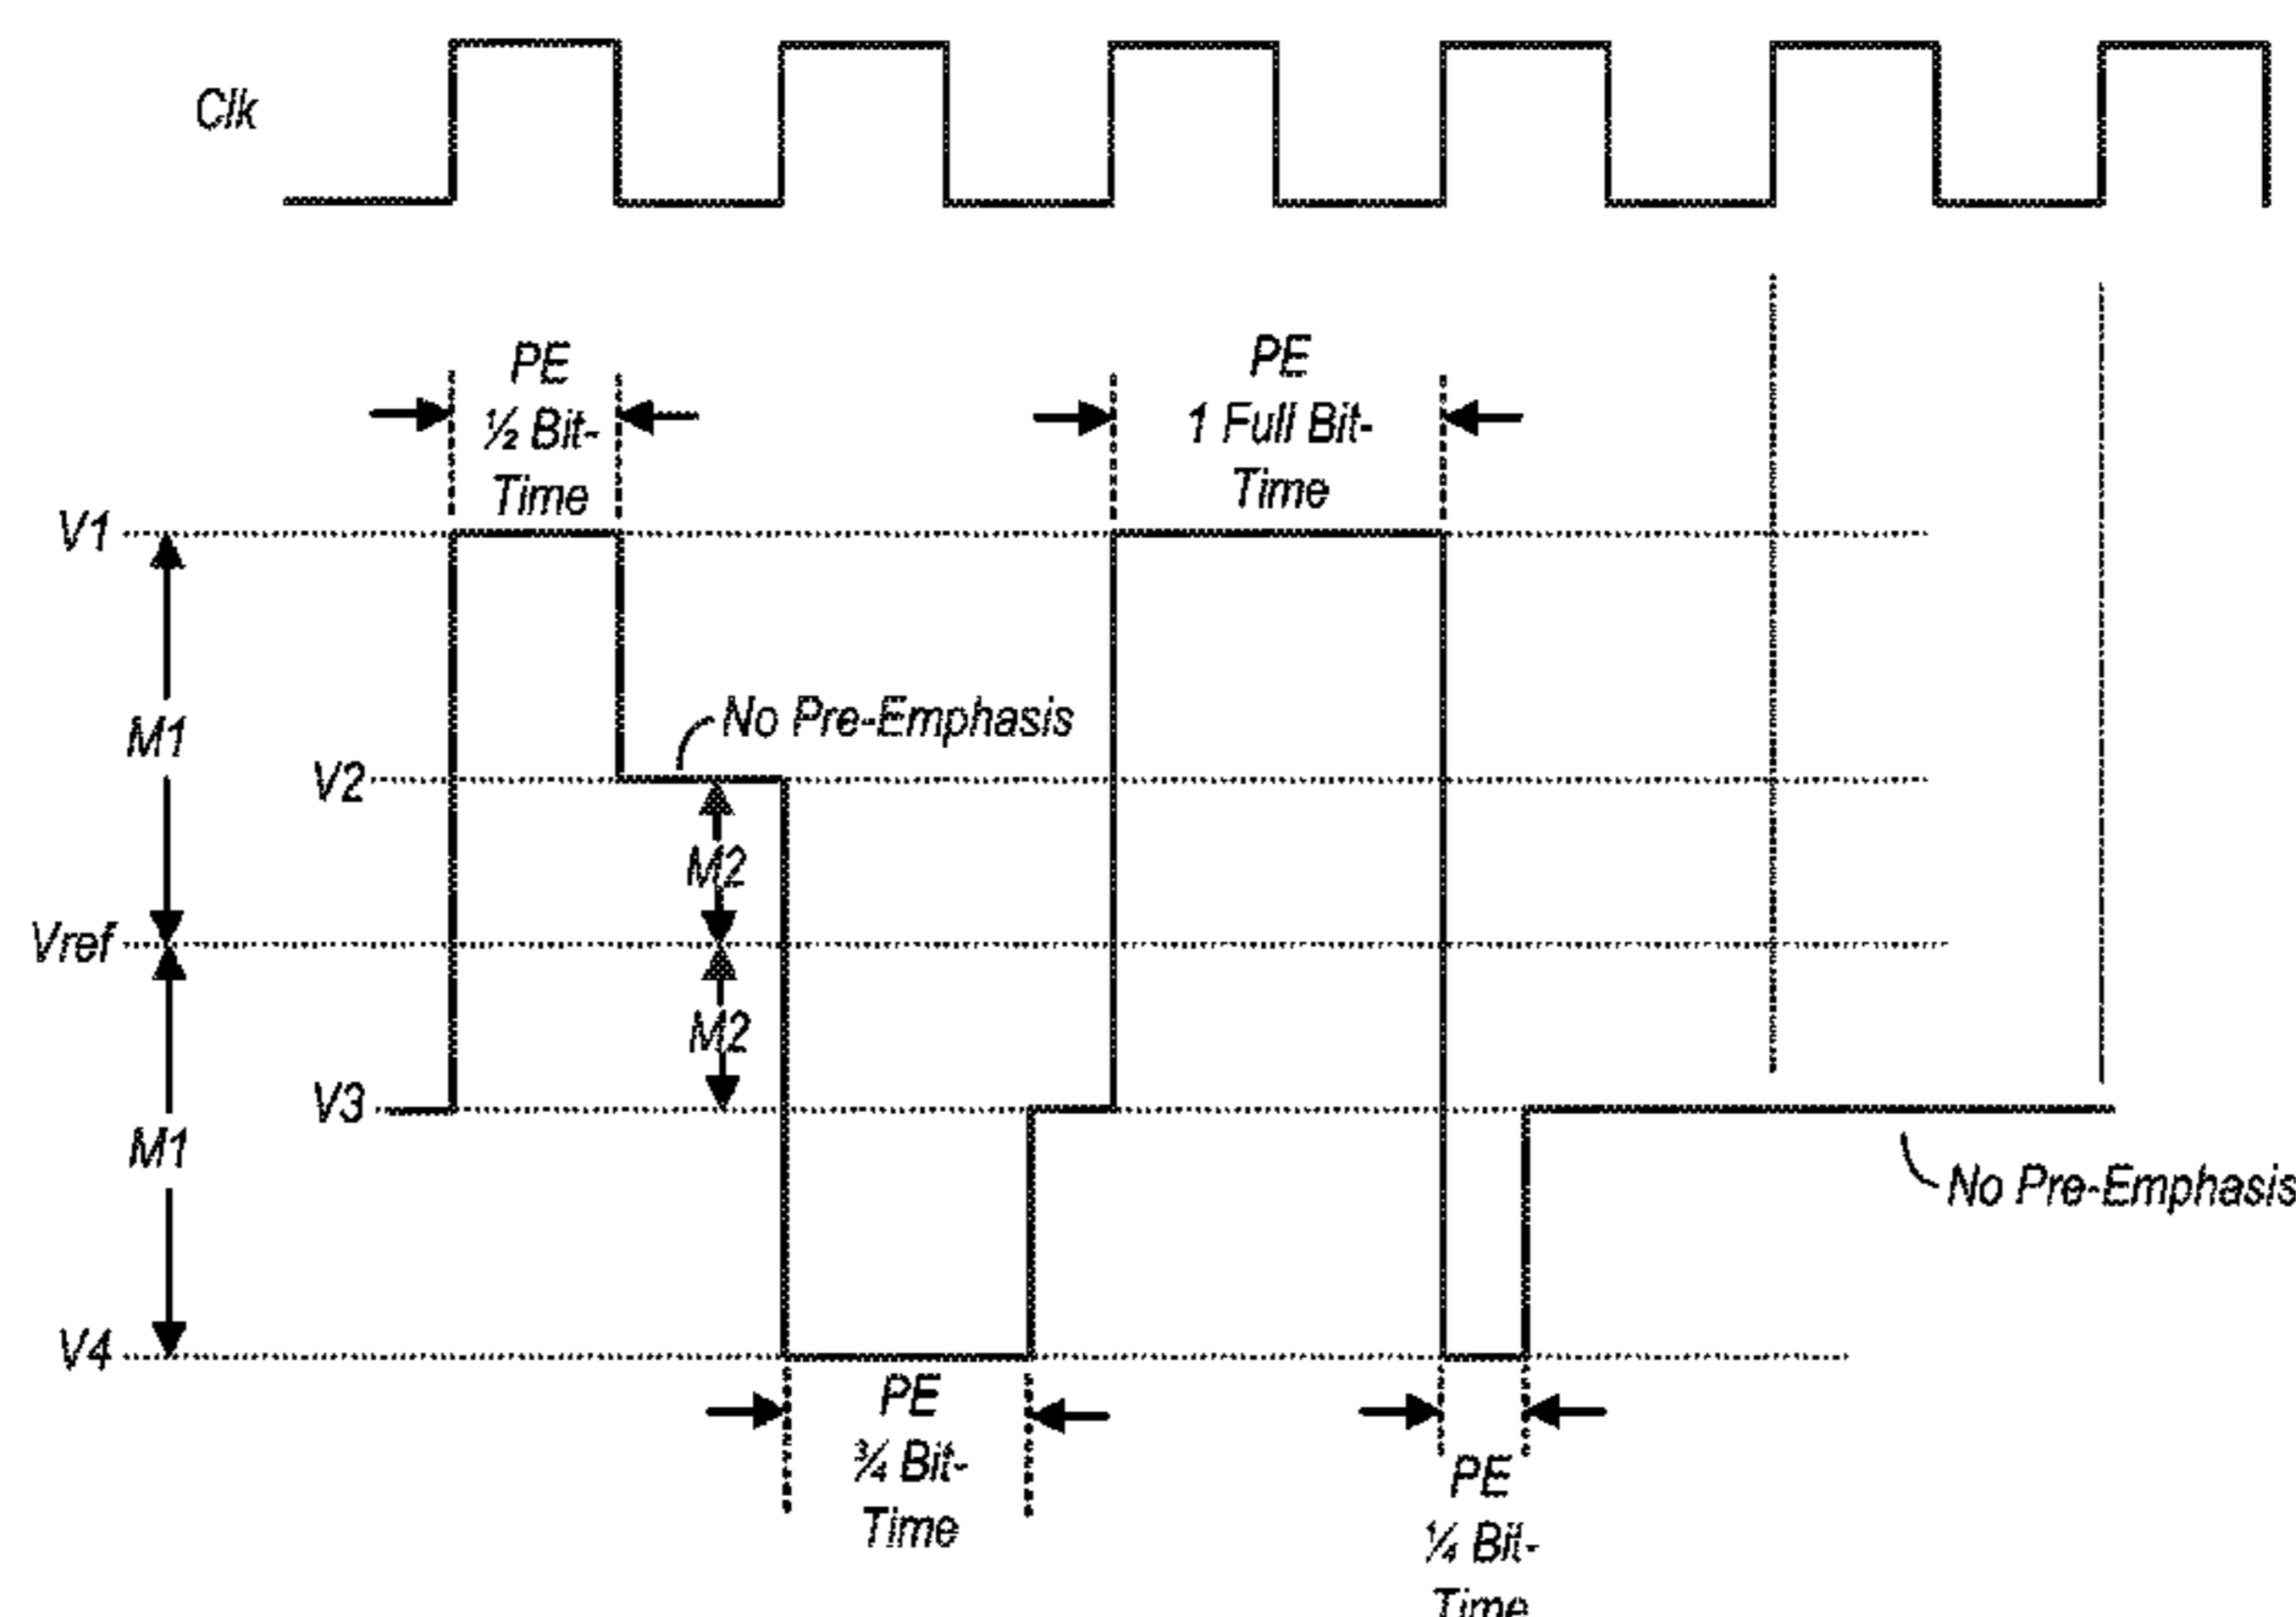 Clk
PE
½ Bit-
Time
PE
1 Full Bit-
Time
V1
M1
No Pre-Emphasis
V2
M2
Vref
M2
V3
M1
No Pre-Emphasis
V4
PE
¾ Bit-
Time
PE
¼ Bit-
Time